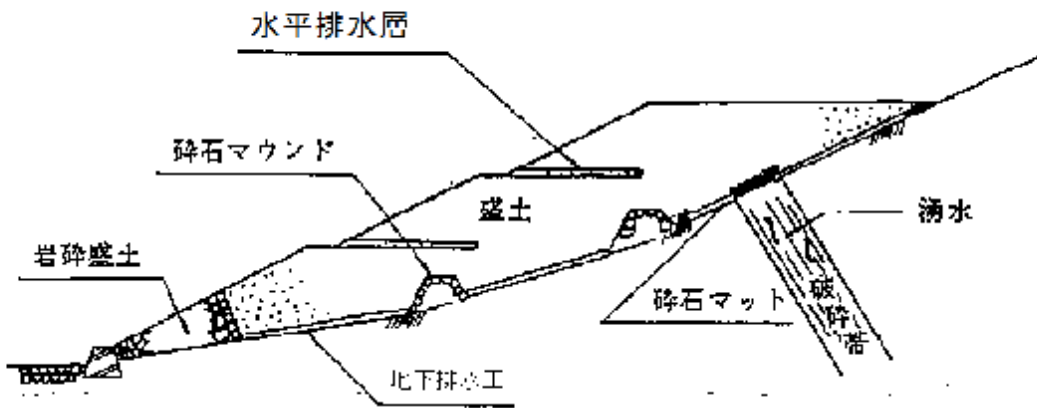 水平排水層
砕石マウンド
盛土
湧水
岩砕盛土
砕石マット
破砕帯
地下排水工